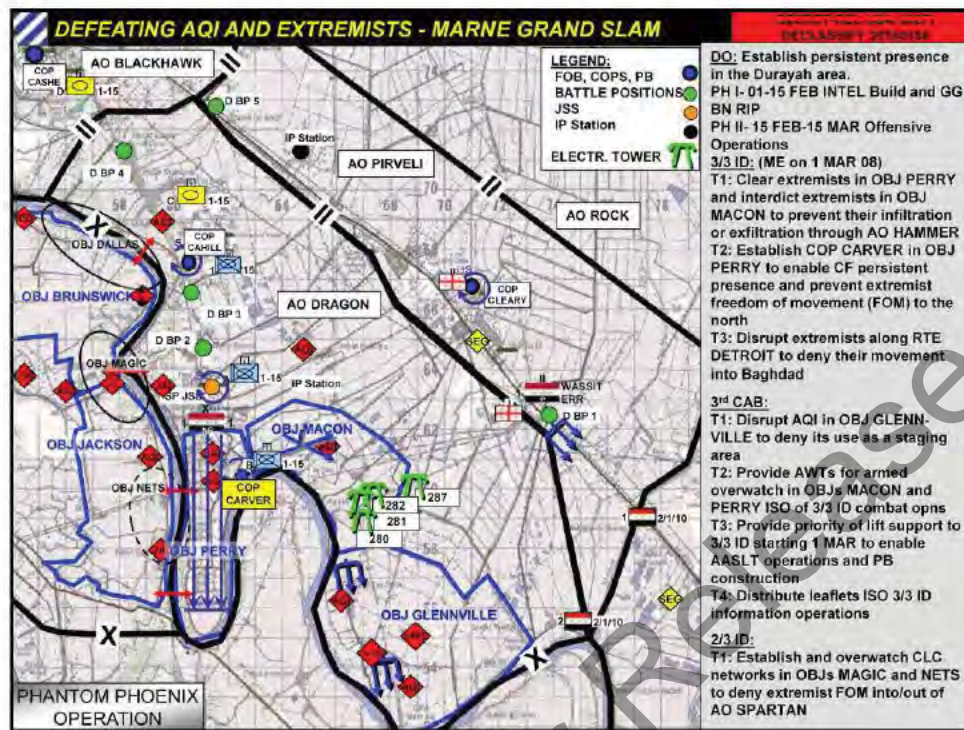 DEFEATING AQI AND EXTREMISTS - MARNE GRAND SLAM
AO BLACKHAWK
COP
CASHE
D
1-15
D BP 5
IP Station
AO PIRVELI
LEGEND:
FOB, COPS, PB
BATTLE POSITIONS
JSS
IP Station
ELECTR. TOWER
D BP 4
C
1-15
AO ROCK
OBJ DALLAS
COP
CAHILL
1-15
OBJ BRUNSWICK
D BP 3
AO DRAGON
COP
CLEARY
SEG
D BP 2
OBJ MAGIC
1-15
IP Station
SP JSS
WASSIT
ERR
D BP 1
OBJ JACKSON
OBJ MACON
1-15
OBJ NETS
COP
CARVER
287
282
281
280
OBJ PERRY
1
2/1/10
OBJ GLENNVILLE
SEG
2
2/1/10
X
X
X
PHANTOM PHOENIX
OPERATION
DO: Establish persistent presence
in the Durayah area.
PH I- 01-15 FEB INTEL Build and GG
BN RIP
PH II- 15 FEB-15 MAR Offensive
Operations
3/3 ID: (ME on 1 MAR 08)
T1: Clear extremists in OBJ PERRY
and interdict extremists in OBJ
MACON to prevent their infiltration
or exfiltration through AO HAMMER
T2: Establish COP CARVER in OBJ
PERRY to enable CF persistent
presence and prevent extremist
freedom of movement (FOM) to the
north
T3: Disrupt extremists along RTE
DETROIT to deny their movement
into Baghdad
3rd CAB:
T1: Disrupt AQI in OBJ GLENN-
VILLE to deny its use as a staging
area
T2: Provide AWTs for armed
overwatch in OBJs MACON and
PERRY ISO of 3/3 ID combat opns
T3: Provide priority of lift support to
3/3 ID starting 1 MAR to enable
AASLT operations and PB
construction
T4: Distribute leaflets ISO 3/3 ID
information operations
2/3 ID:
T1: Establish and overwatch CLC
networks in OBJs MAGIC and NETS
to deny extremist FOM into/out of
AO SPARTAN